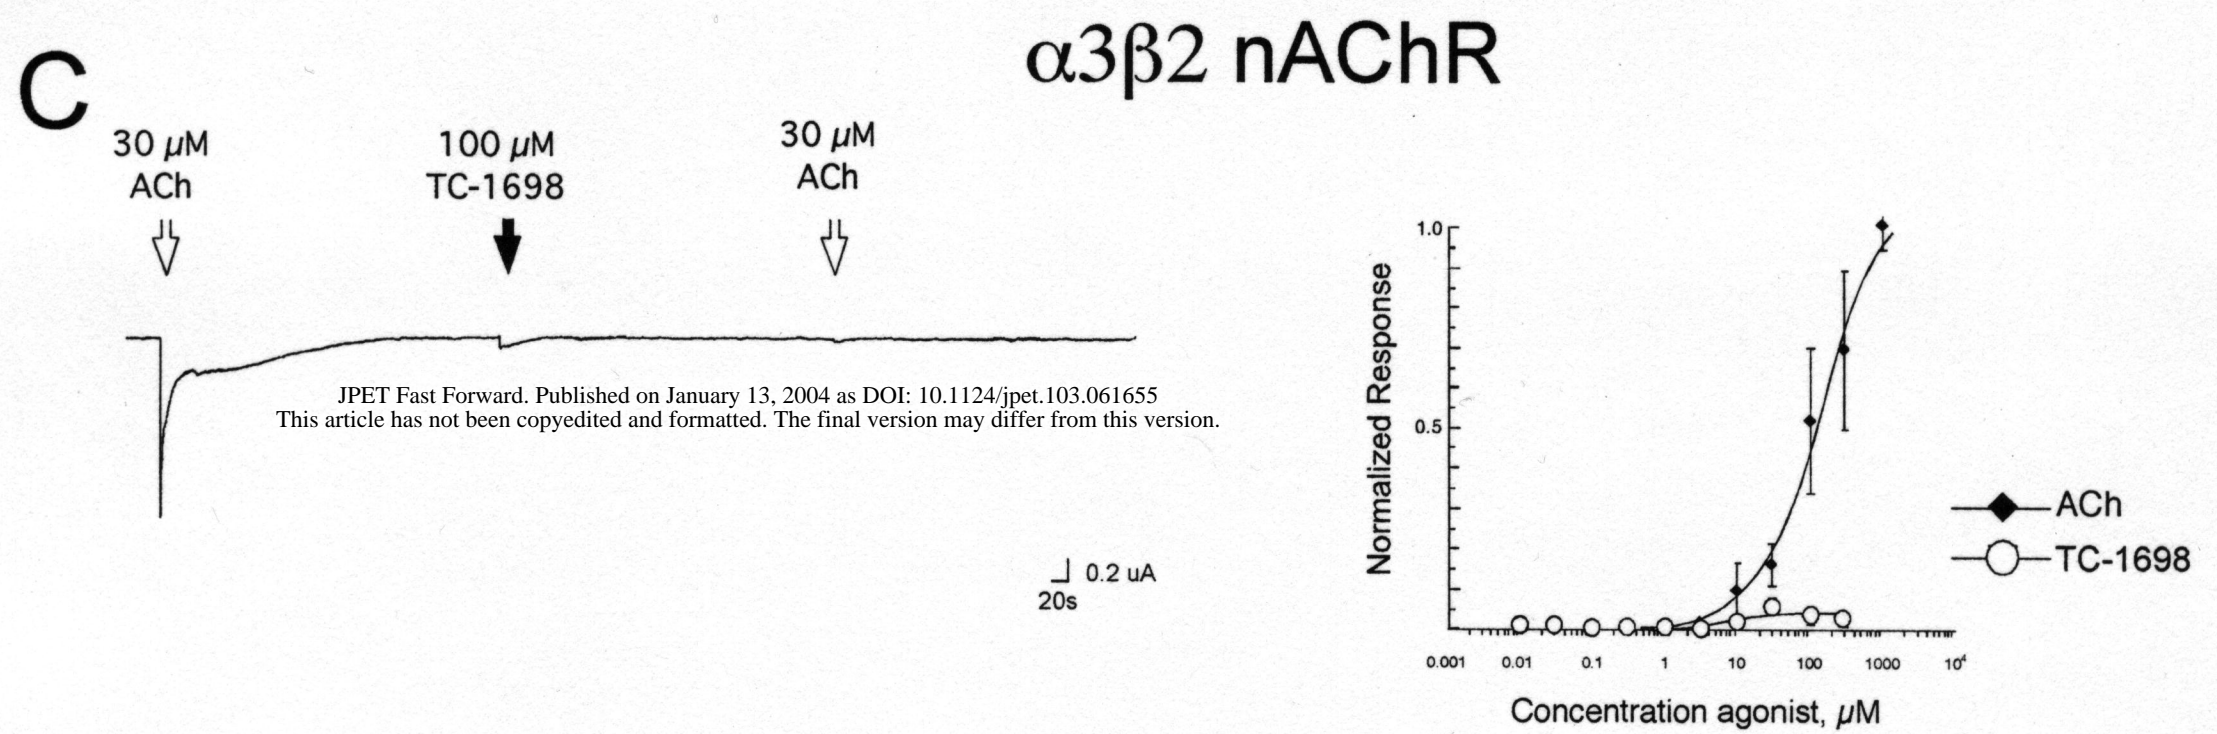 C
α3β2 nAChR
30 µM
ACh
100 µM
TC-1698
30 µM
ACh
JPET Fast Forward. Published on January 13, 2004 as DOI: 10.1124/jpet.103.061655
This article has not been copyedited and formatted. The final version may differ from this version.
0.2 uA
20s
Normalized Response
1.0
0.5
0.001 0.01 0.1 1 10 100 1000 10⁴
Concentration agonist, µM
ACh
TC-1698